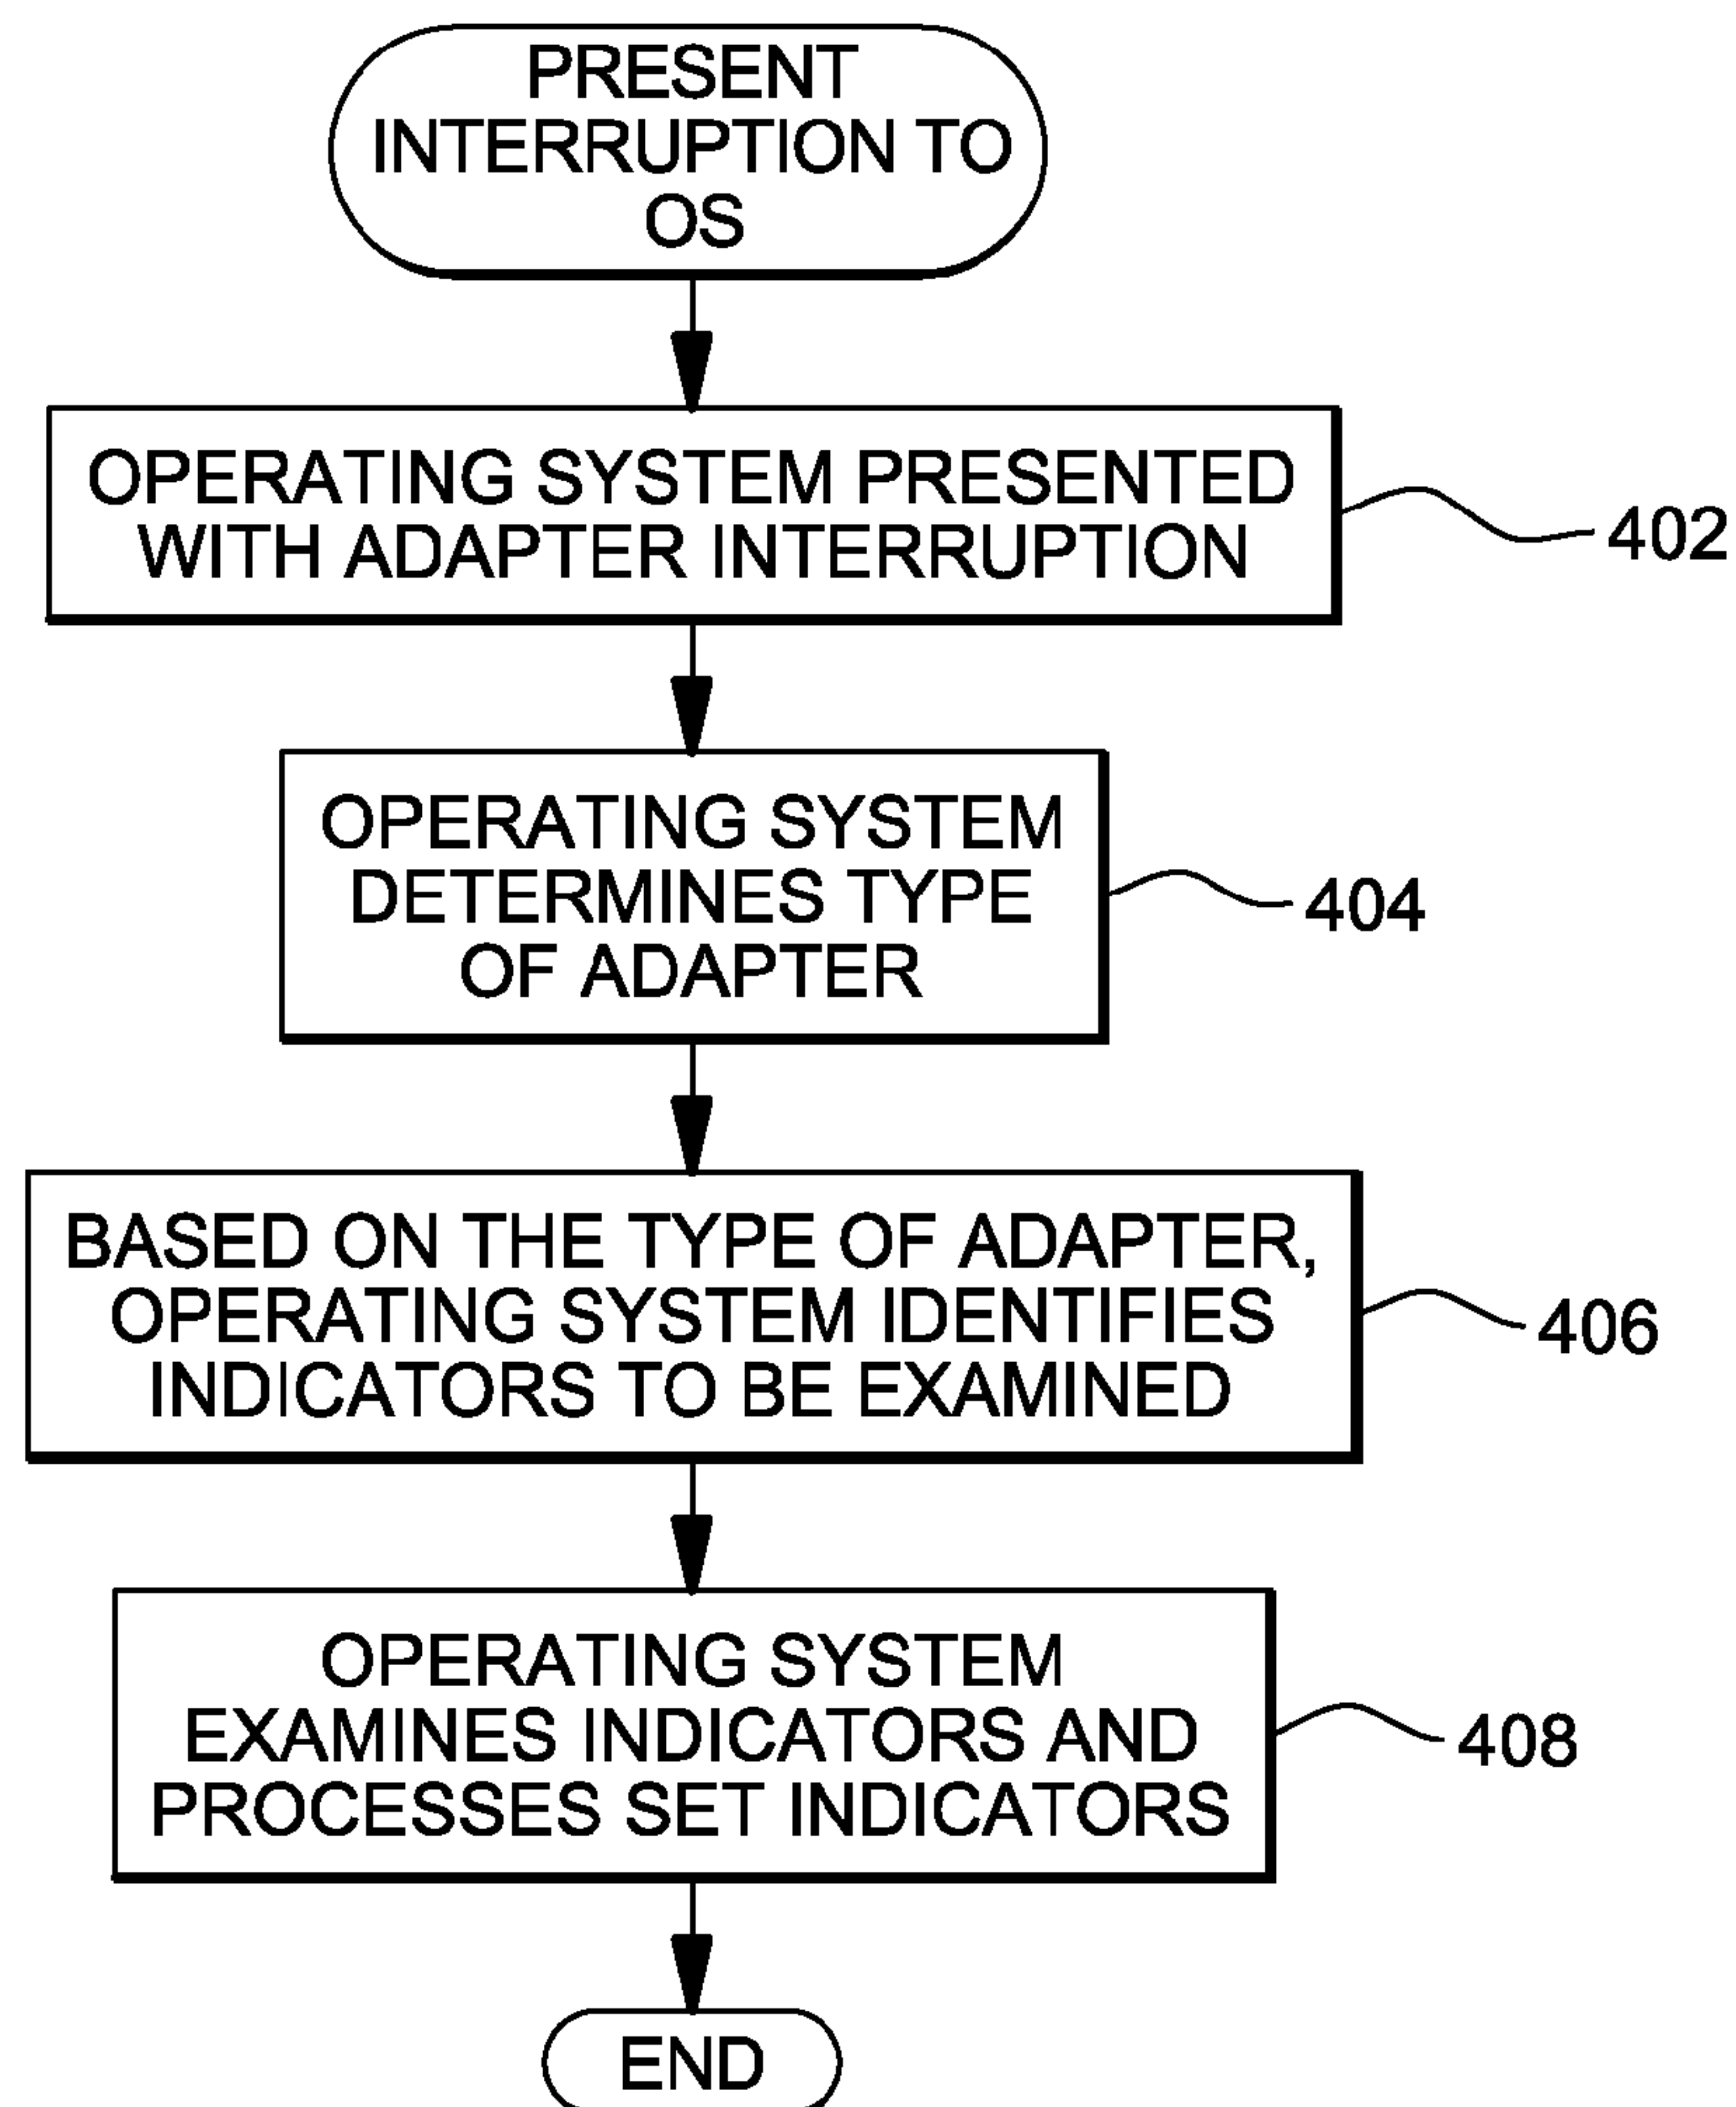 PRESENT
INTERRUPTION TO
OS
OPERATING SYSTEM PRESENTED
WITH ADAPTER INTERRUPTION
402
OPERATING SYSTEM
DETERMINES TYPE
OF ADAPTER
404
BASED ON THE TYPE OF ADAPTER,
OPERATING SYSTEM IDENTIFIES
INDICATORS TO BE EXAMINED
406
OPERATING SYSTEM
EXAMINES INDICATORS AND
PROCESSES SET INDICATORS
408
END